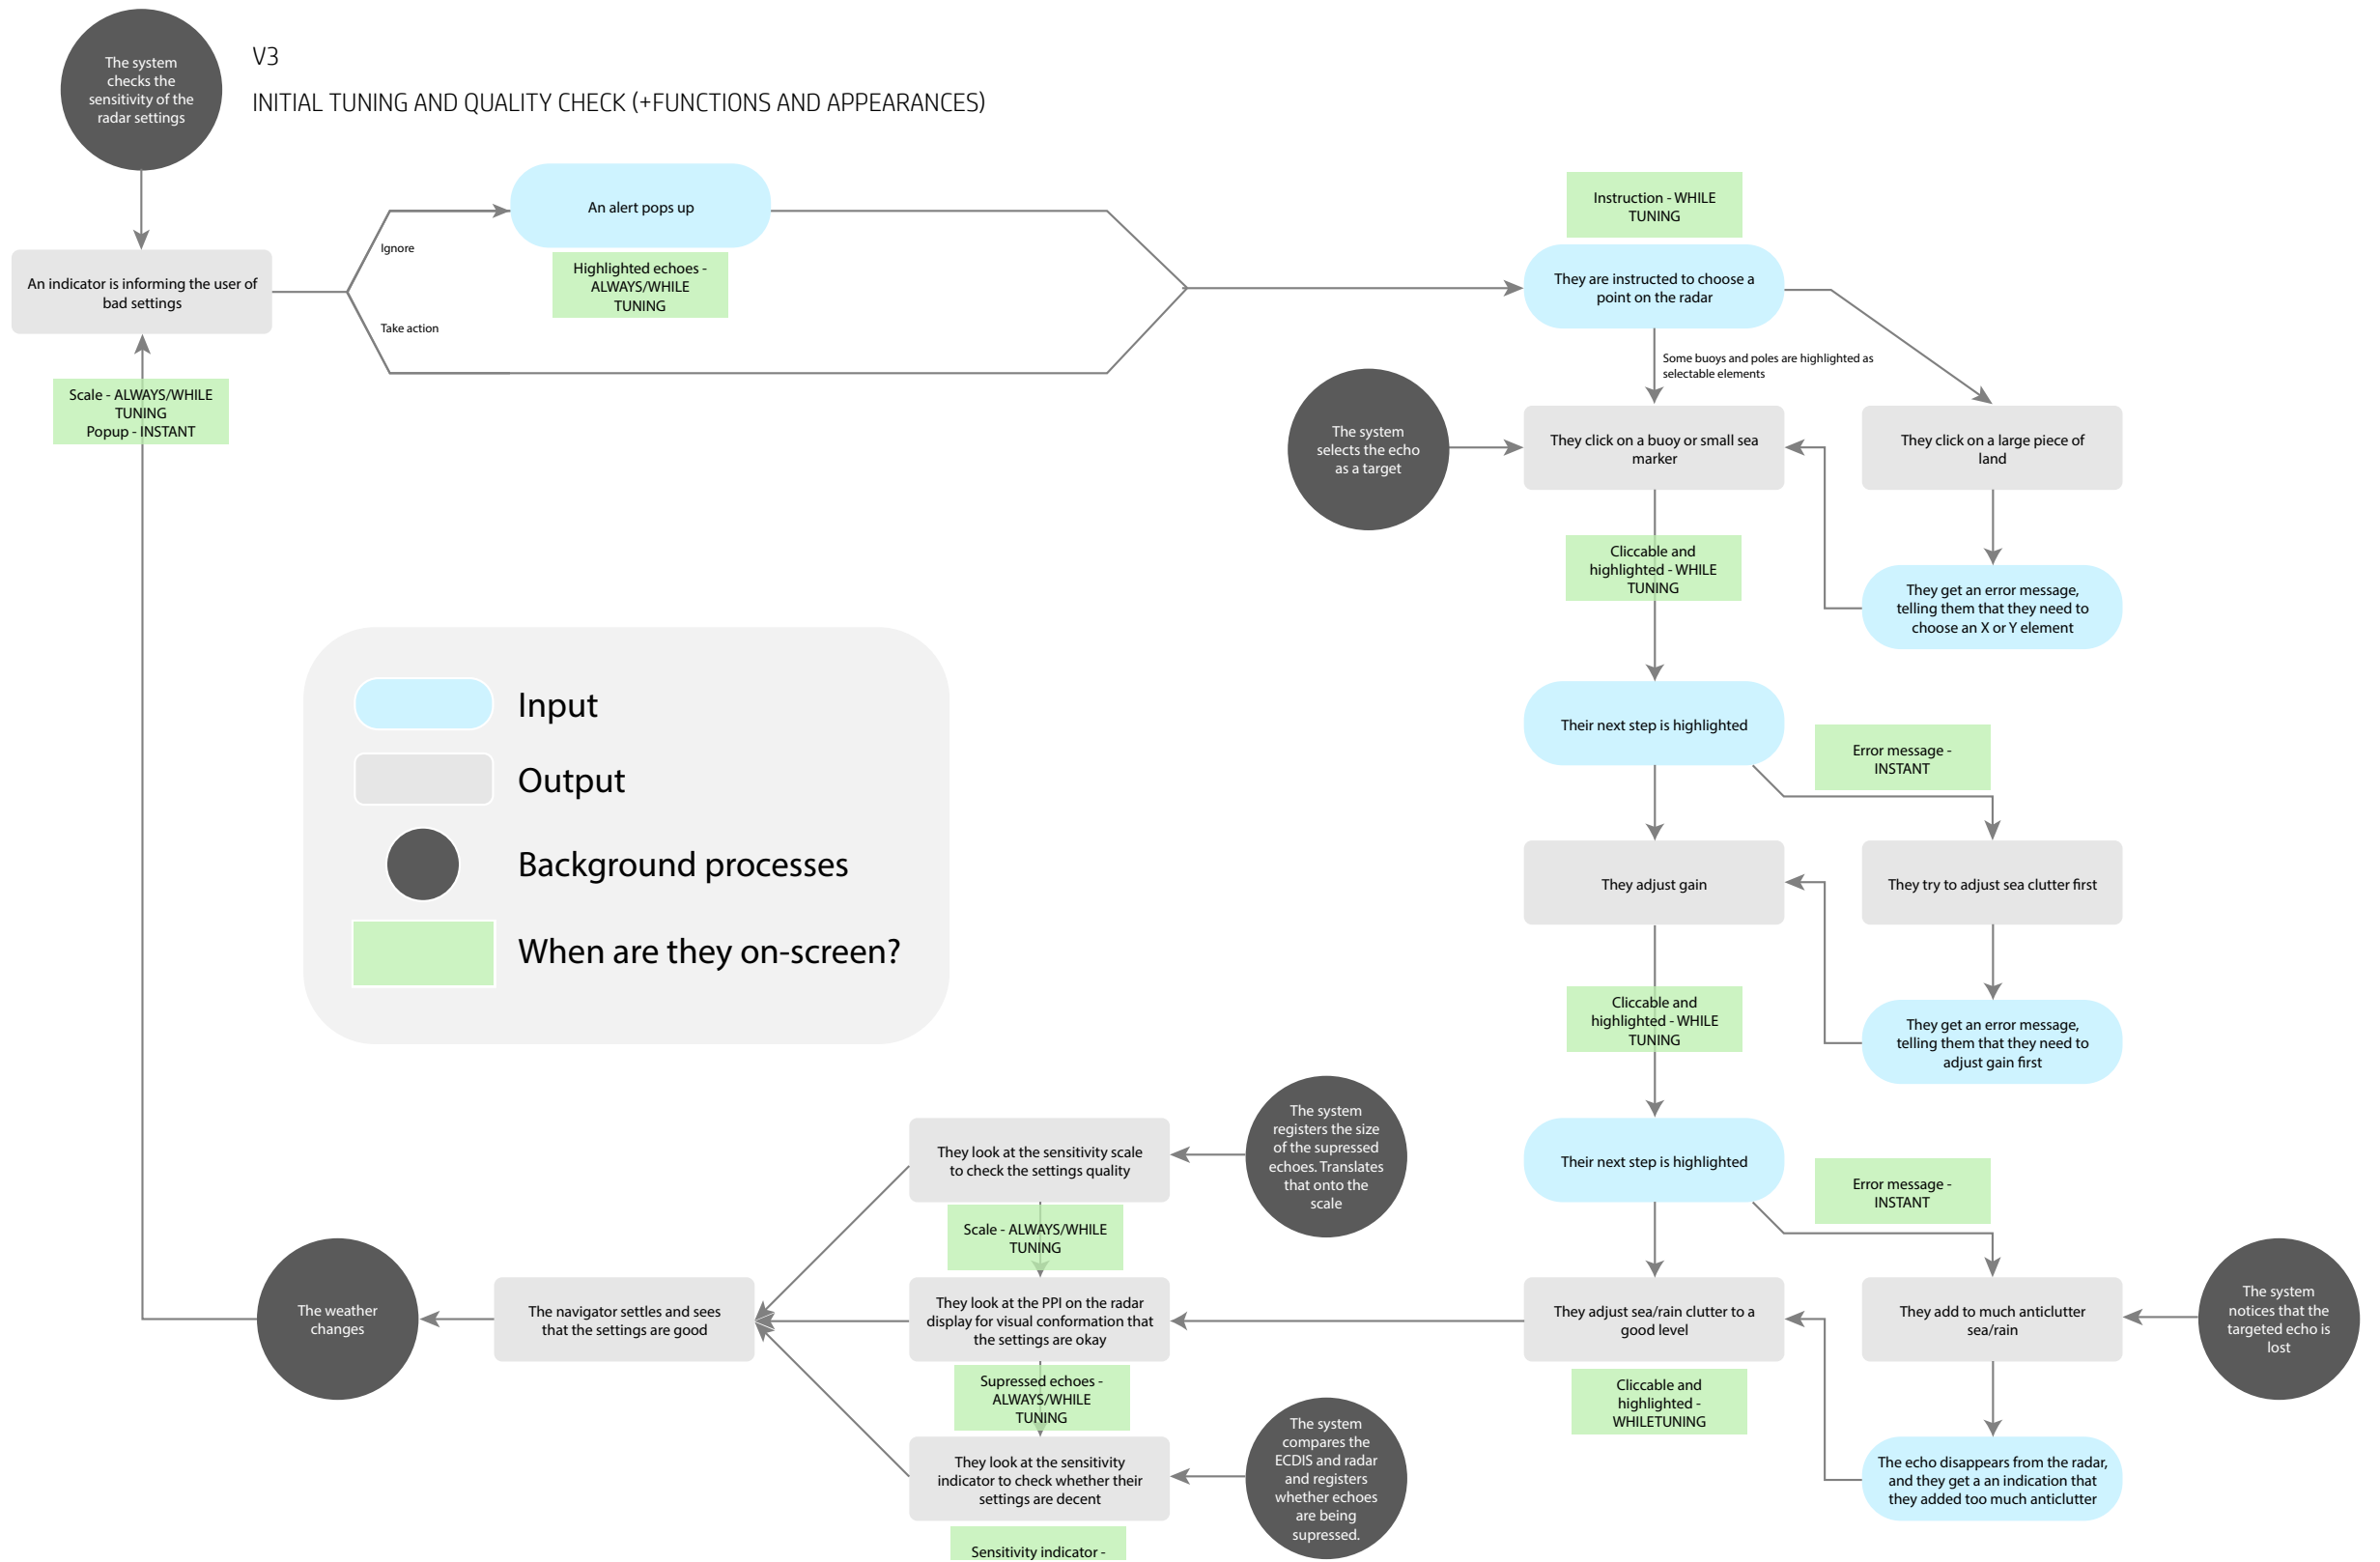 The system
checks the
sensitivity of the
radar settings
V3
INITIAL TUNING AND QUALITY CHECK (+FUNCTIONS AND APPEARANCES)
An indicator is informing the user of
bad settings
Scale - ALWAYS/WHILE
TUNING
Popup - INSTANT
Ignore
Take action
An alert pops up
Highlighted echoes -
ALWAYS/WHILE
TUNING
Instruction - WHILE
TUNING
They are instructed to choose a
point on the radar
Some buoys and poles are highlighted as
selectable elements
The system
selects the echo
as a target
They click on a buoy or small sea
marker
They click on a large piece of
land
Cliccable and
highlighted - WHILE
TUNING
They get an error message,
telling them that they need to
choose an X or Y element
Input
Output
Background processes
When are they on-screen?
Their next step is highlighted
Error message -
INSTANT
They adjust gain
They try to adjust sea clutter first
Cliccable and
highlighted - WHILE
TUNING
They get an error message,
telling them that they need to
adjust gain first
Their next step is highlighted
Error message -
INSTANT
They look at the sensitivity scale
to check the settings quality
The system
registers the size
of the supressed
echoes. Translates
that onto the
scale
Scale - ALWAYS/WHILE
TUNING
The weather
changes
The navigator settles and sees
that the settings are good
They look at the PPI on the radar
display for visual conformation that
the settings are okay
They adjust sea/rain clutter to a
good level
They add to much anticlutter
sea/rain
The system
notices that the
targeted echo is
lost
Supressed echoes -
ALWAYS/WHILE
TUNING
Cliccable and
highlighted -
WHILETUNING
They look at the sensitivity
indicator to check whether their
settings are decent
The system
compares the
ECDIS and radar
and registers
whether echoes
are being
supressed.
The echo disappears from the radar,
and they get a an indication that
they added too much anticlutter
Sensitivity indicator -